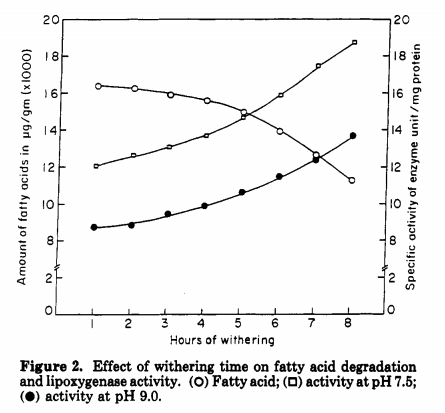 20
18
16
14
12
10
8
2
0
Amount of fatty acids in µg/gm (x1000)
20
18
16
14
12
10
8
2
0
Specific activity of enzyme unit/mg protein
1 2 3 4 5 6 7 8
Hours of withering
Figure 2. Effect of withering time on fatty acid degradation
and lipoxygenase activity. (○) Fatty acid; (□) activity at pH 7.5;
(●) activity at pH 9.0.